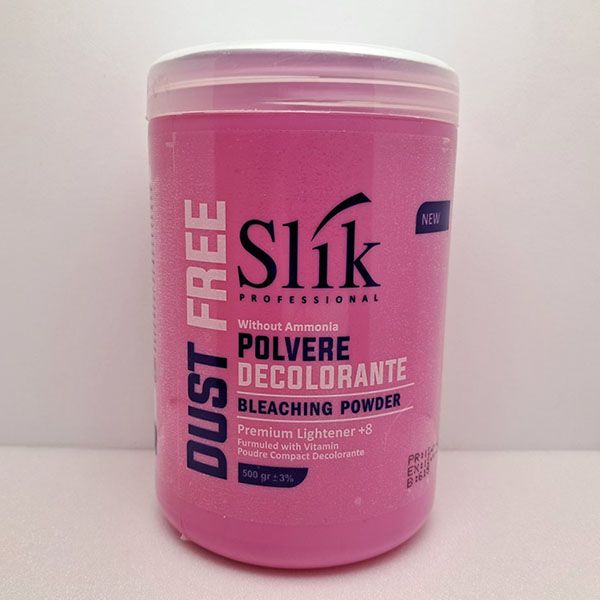 DUST FREE
Slik
PROFESSIONAL
NEW
Without Ammonia
POLVERE
DECOLORANTE
BLEACHING POWDER
Premium Lightener +8
Furmuled with Vitamin
Poudre Compact Decolorante
500 gr ± 3%